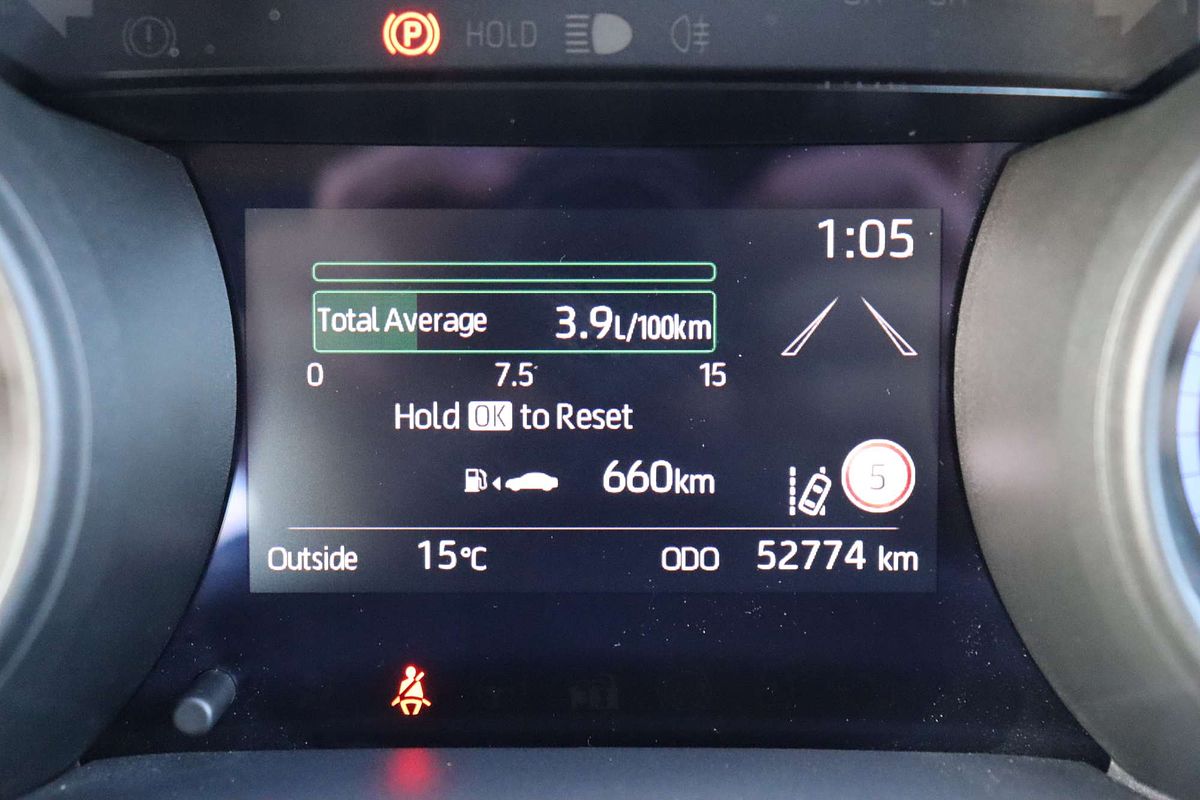 P HOLD
1:05
Total Average 3.9L/100km
0 7.5 15
Hold OK to Reset
660km
5
Outside 15°C ODO 52774 km